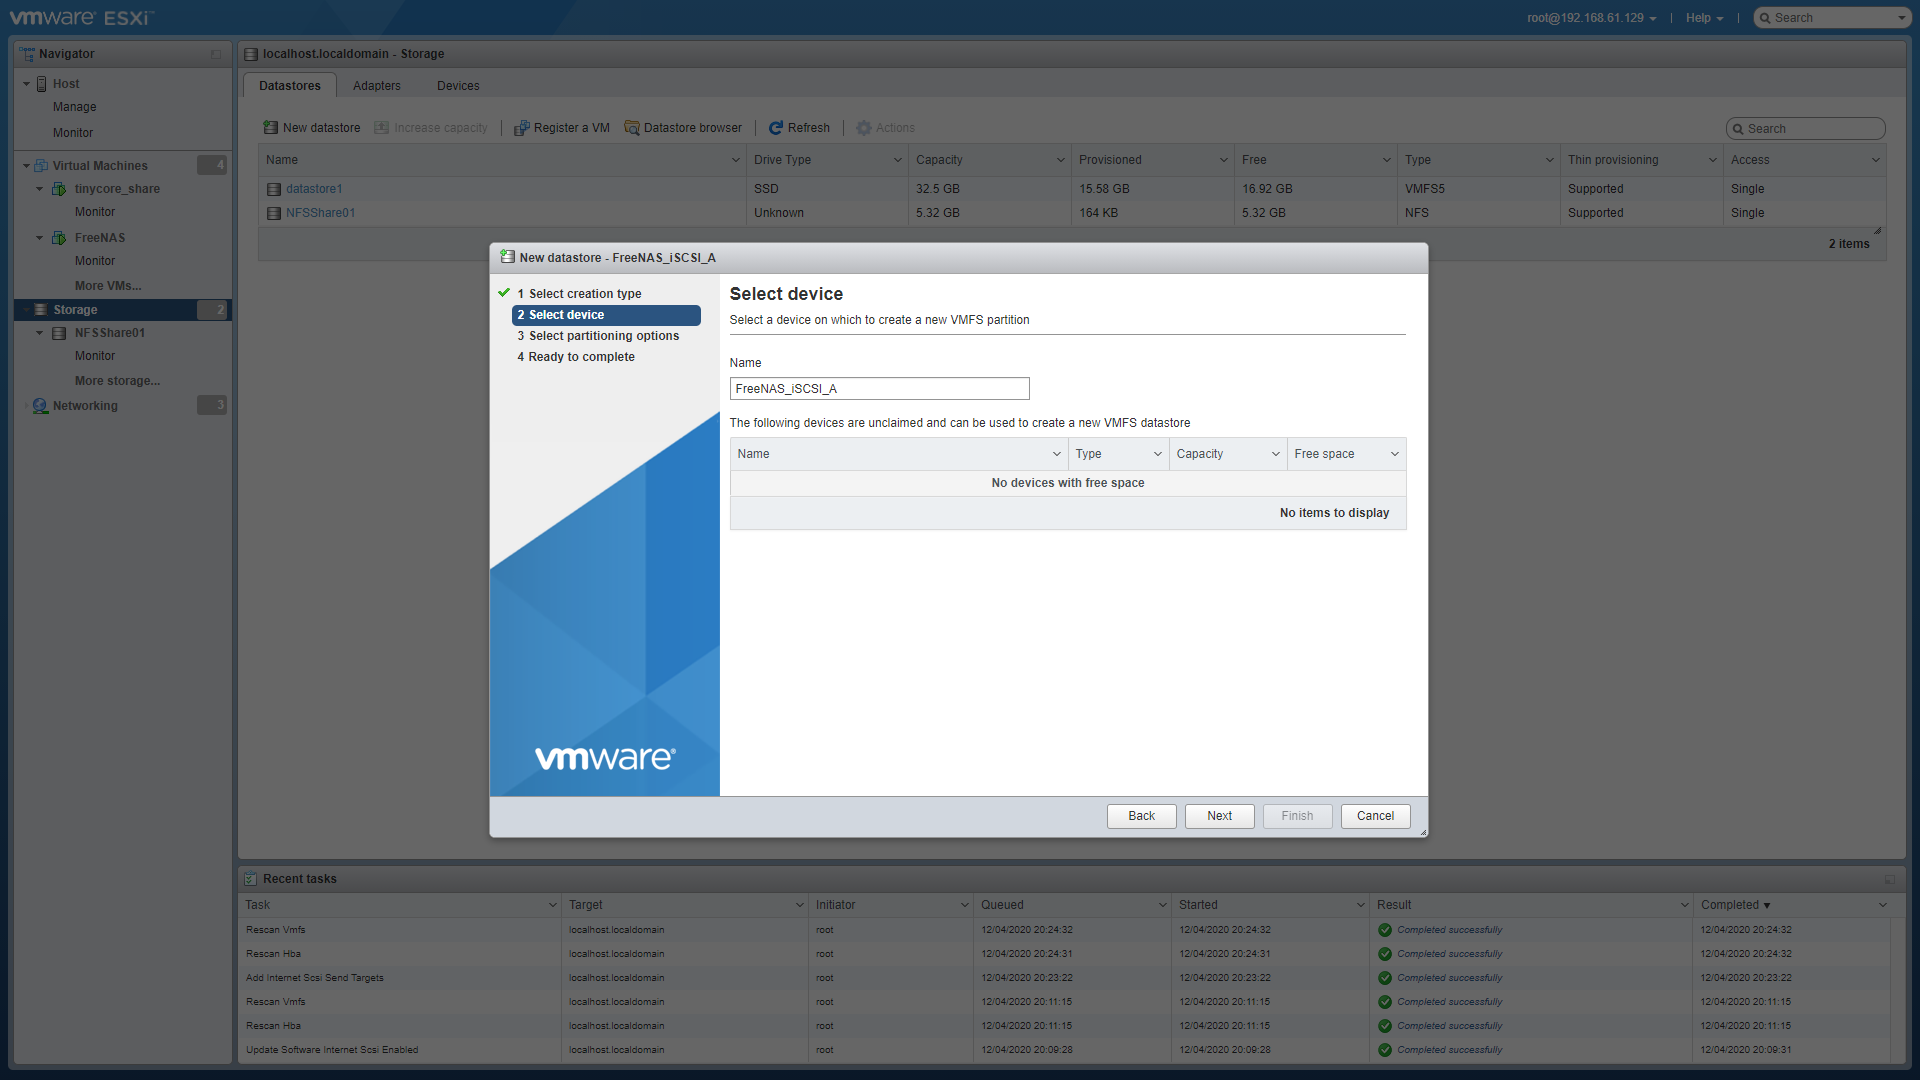 vmware ESXi
root@192.168.61.129 | Help | Search
Navigator
Host
Manage
Monitor
Virtual Machines 4
tinycore_share
Monitor
FreeNAS
Monitor
More VMs...
Storage 2
NFSShare01
Monitor
More storage...
Networking 3
localhost.localdomain - Storage
Datastores Adapters Devices
New datastore Increase capacity | Register a VM Datastore browser | Refresh | Actions Search
Name Drive Type Capacity Provisioned Free Type Thin provisioning Access
datastore1 SSD 32.5 GB 15.58 GB 16.92 GB VMFS5 Supported Single
NFSShare01 Unknown 5.32 GB 164 KB 5.32 GB NFS Supported Single
2 items
New datastore - FreeNAS_iSCSI_A
1 Select creation type
2 Select device
3 Select partitioning options
4 Ready to complete
vmware
Select device
Select a device on which to create a new VMFS partition
Name
FreeNAS_iSCSI_A
The following devices are unclaimed and can be used to create a new VMFS datastore
Name Type Capacity Free space
No devices with free space
No items to display
Back Next Finish Cancel
Recent tasks
Task Target Initiator Queued Started Result Completed ▼
Rescan Vmfs localhost.localdomain root 12/04/2020 20:24:32 12/04/2020 20:24:32 Completed successfully 12/04/2020 20:24:32
Rescan Hba localhost.localdomain root 12/04/2020 20:24:31 12/04/2020 20:24:31 Completed successfully 12/04/2020 20:24:32
Add Internet Scsi Send Targets localhost.localdomain root 12/04/2020 20:23:22 12/04/2020 20:23:22 Completed successfully 12/04/2020 20:23:22
Rescan Vmfs localhost.localdomain root 12/04/2020 20:11:15 12/04/2020 20:11:15 Completed successfully 12/04/2020 20:11:15
Rescan Hba localhost.localdomain root 12/04/2020 20:11:15 12/04/2020 20:11:15 Completed successfully 12/04/2020 20:11:15
Update Software Internet Scsi Enabled localhost.localdomain root 12/04/2020 20:09:28 12/04/2020 20:09:28 Completed successfully 12/04/2020 20:09:31